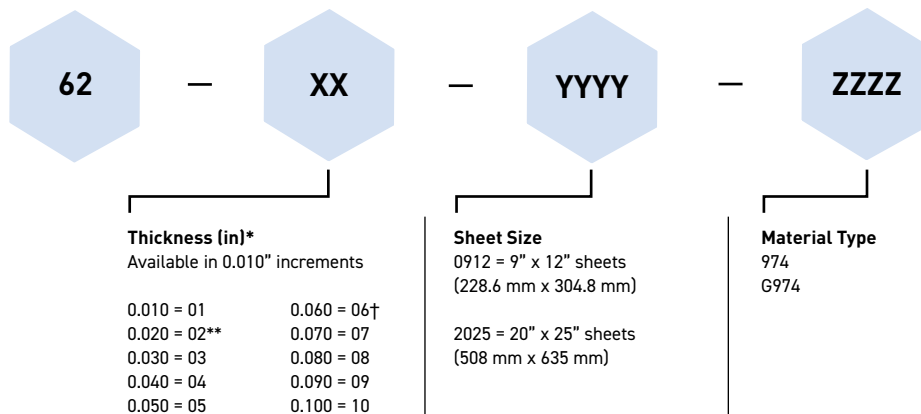 62 – XX – YYYY – ZZZZ
Thickness (in)*
Available in 0.010” increments
0.010 = 01
0.020 = 02**
0.030 = 03
0.040 = 04
0.050 = 05
0.060 = 06†
0.070 = 07
0.080 = 08
0.090 = 09
0.100 = 10
Sheet Size
0912 = 9” x 12” sheets
(228.6 mm x 304.8 mm)
2025 = 20” x 25” sheets
(508 mm x 635 mm)
Material Type
974
G974